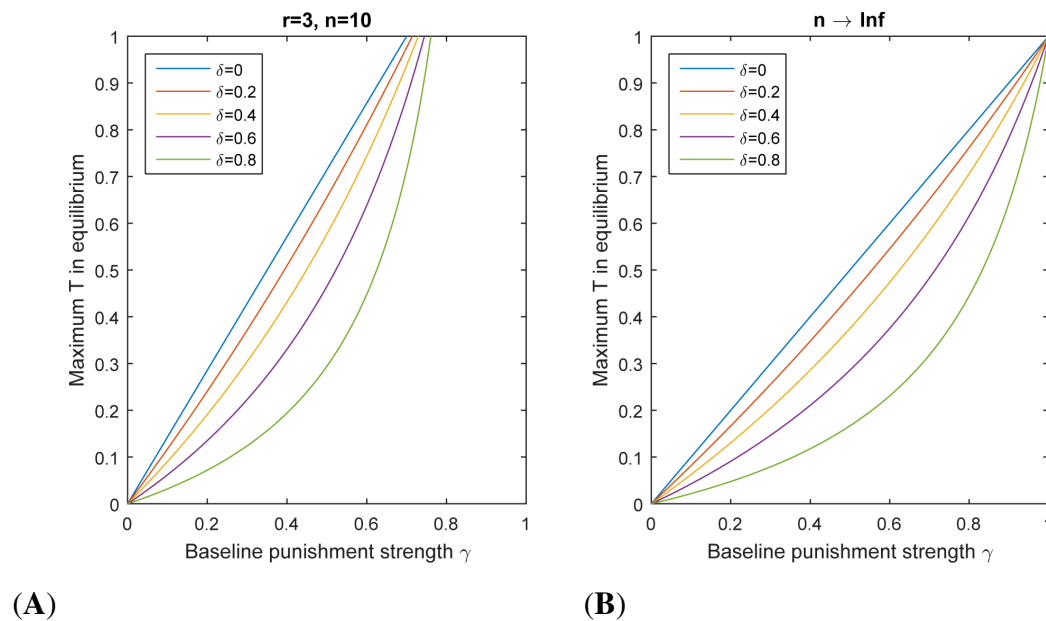 r=3, n=10
1
0.9
0.8
0.7
0.6
0.5
0.4
0.3
0.2
0.1
0
0
0.2
0.4
0.6
0.8
1
Maximum T in equilibrium
Baseline punishment strength γ
δ=0
δ=0.2
δ=0.4
δ=0.6
δ=0.8
(A)
n → Inf
1
0.9
0.8
0.7
0.6
0.5
0.4
0.3
0.2
0.1
0
0
0.2
0.4
0.6
0.8
1
Maximum T in equilibrium
Baseline punishment strength γ
δ=0
δ=0.2
δ=0.4
δ=0.6
δ=0.8
(B)